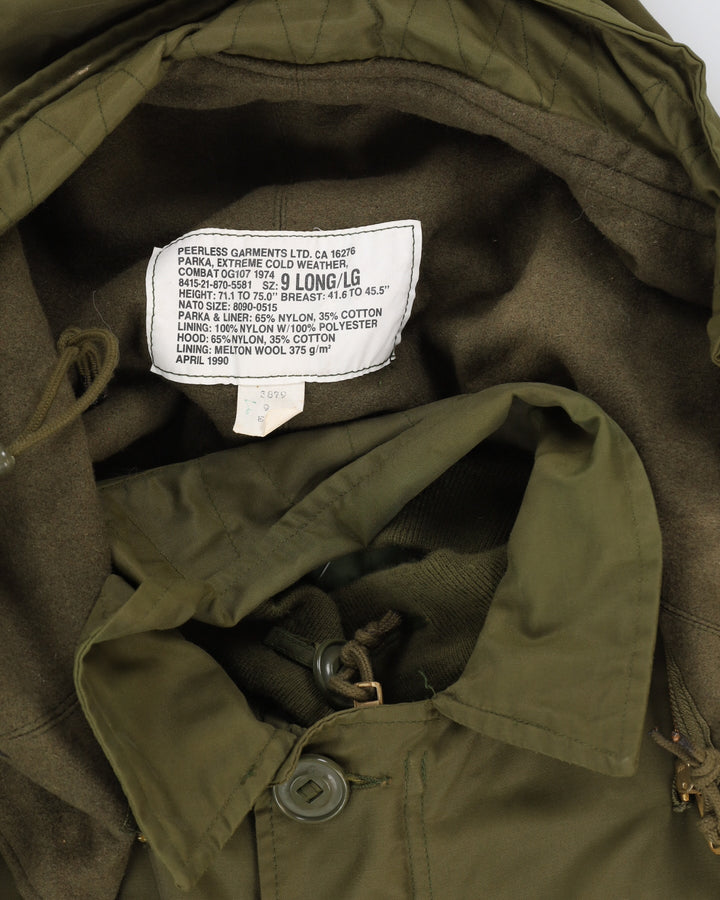 PEERLESS GARMENTS LTD. CA 16276
PARKA, EXTREME COLD WEATHER,
COMBAT OG107 1974
8415-21-870-5581 SZ: 9 LONG/LG
HEIGHT: 71.1 TO 75.0" BREAST: 41.6 TO 45.5"
NATO SIZE: 8090-0515
PARKA & LINER: 65% NYLON, 35% COTTON
LINING: 100% NYLON W/100% POLYESTER
HOOD: 65%NYLON, 35% COTTON
LINING: MELTON WOOL 375 g/m²
APRIL 1990
9